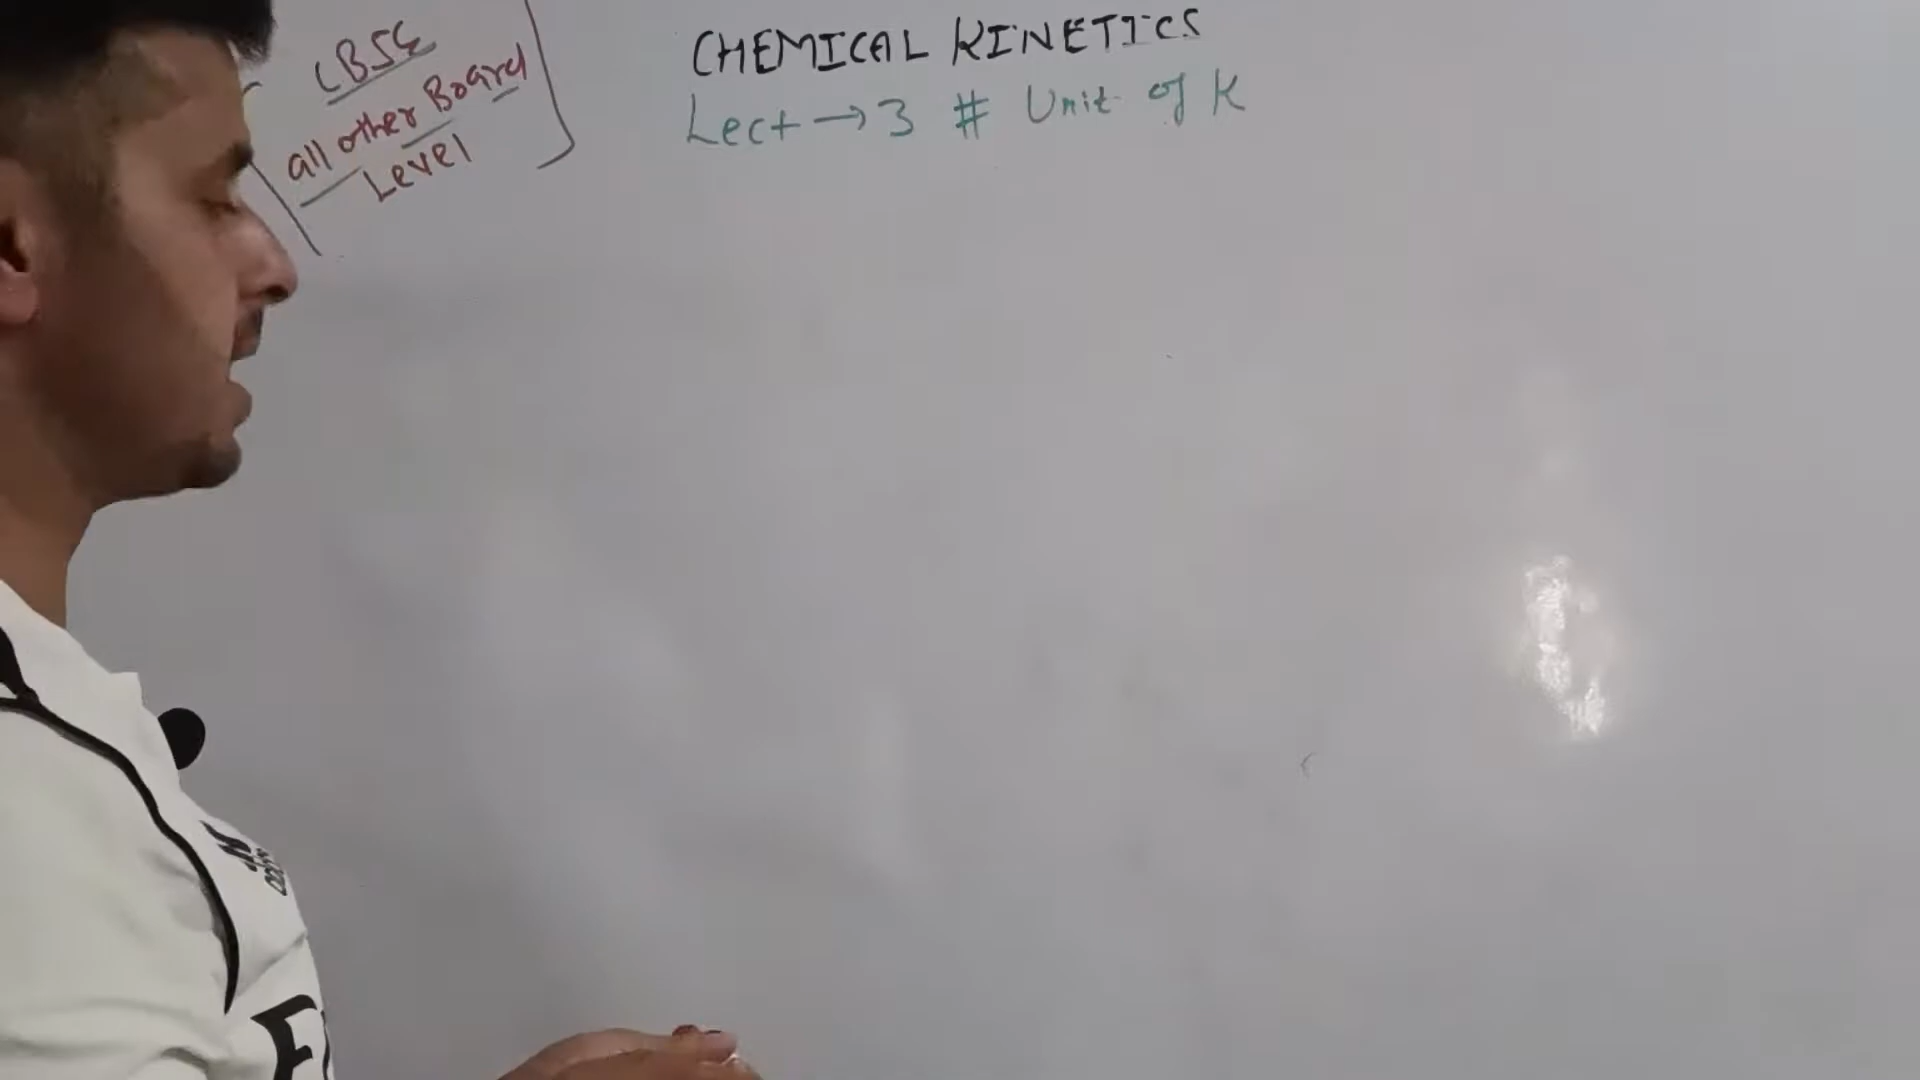 CBSE
all other Board
Level
CHEMICAL KINETICS
Lect → 3 # Unit of K